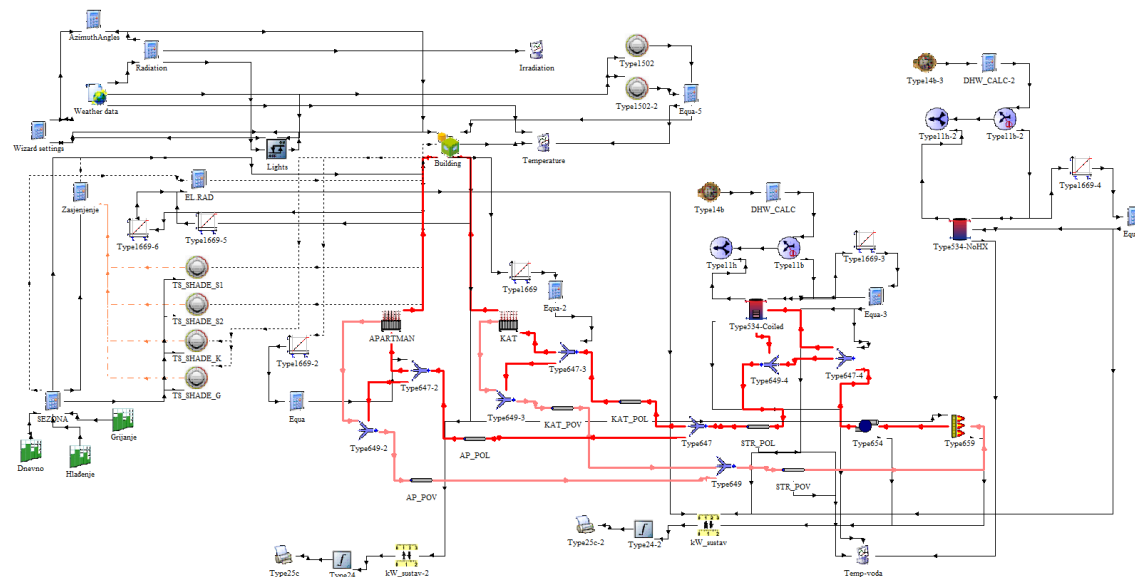 AzimuthAngles
Radiation
Irradiation
Type1502
Type14b-3
DHW_CALC-2
Weather data
Type1502-2
Equa-5
Type11h-2
Type11b-2
Wizard settings
Lights
Building
Temperature
Zasjenjenje
EL.RAD
Type14b
DHW_CALC
Type1669-4
Type1669-6
Type1669-5
Type534-NoHX
Equ
Type11h
Type11b
Type1669-3
TS_SHADE_S1
Type1669
Equa-2
Equa-3
TS_SHADE_S2
APARTMAN
KAT
Type534-Coiled
TS_SHADE_K
Type1669-2
Type647-2
Type647-3
Type649-4
Type647-4
TS_SHADE_G
SEZONA
Equa
Type649-3
KAT_POV
KAT_POL
Grijanje
Type649-2
AP_POL
Type647
STR_POL
Type654
Type659
Dnevno
Hlađenje
AP_POV
Type649
STR_POV
Type25c-2
Type24-2
kW_sustav
Type25c
Type24
kW_sustav-2
Temp-voda